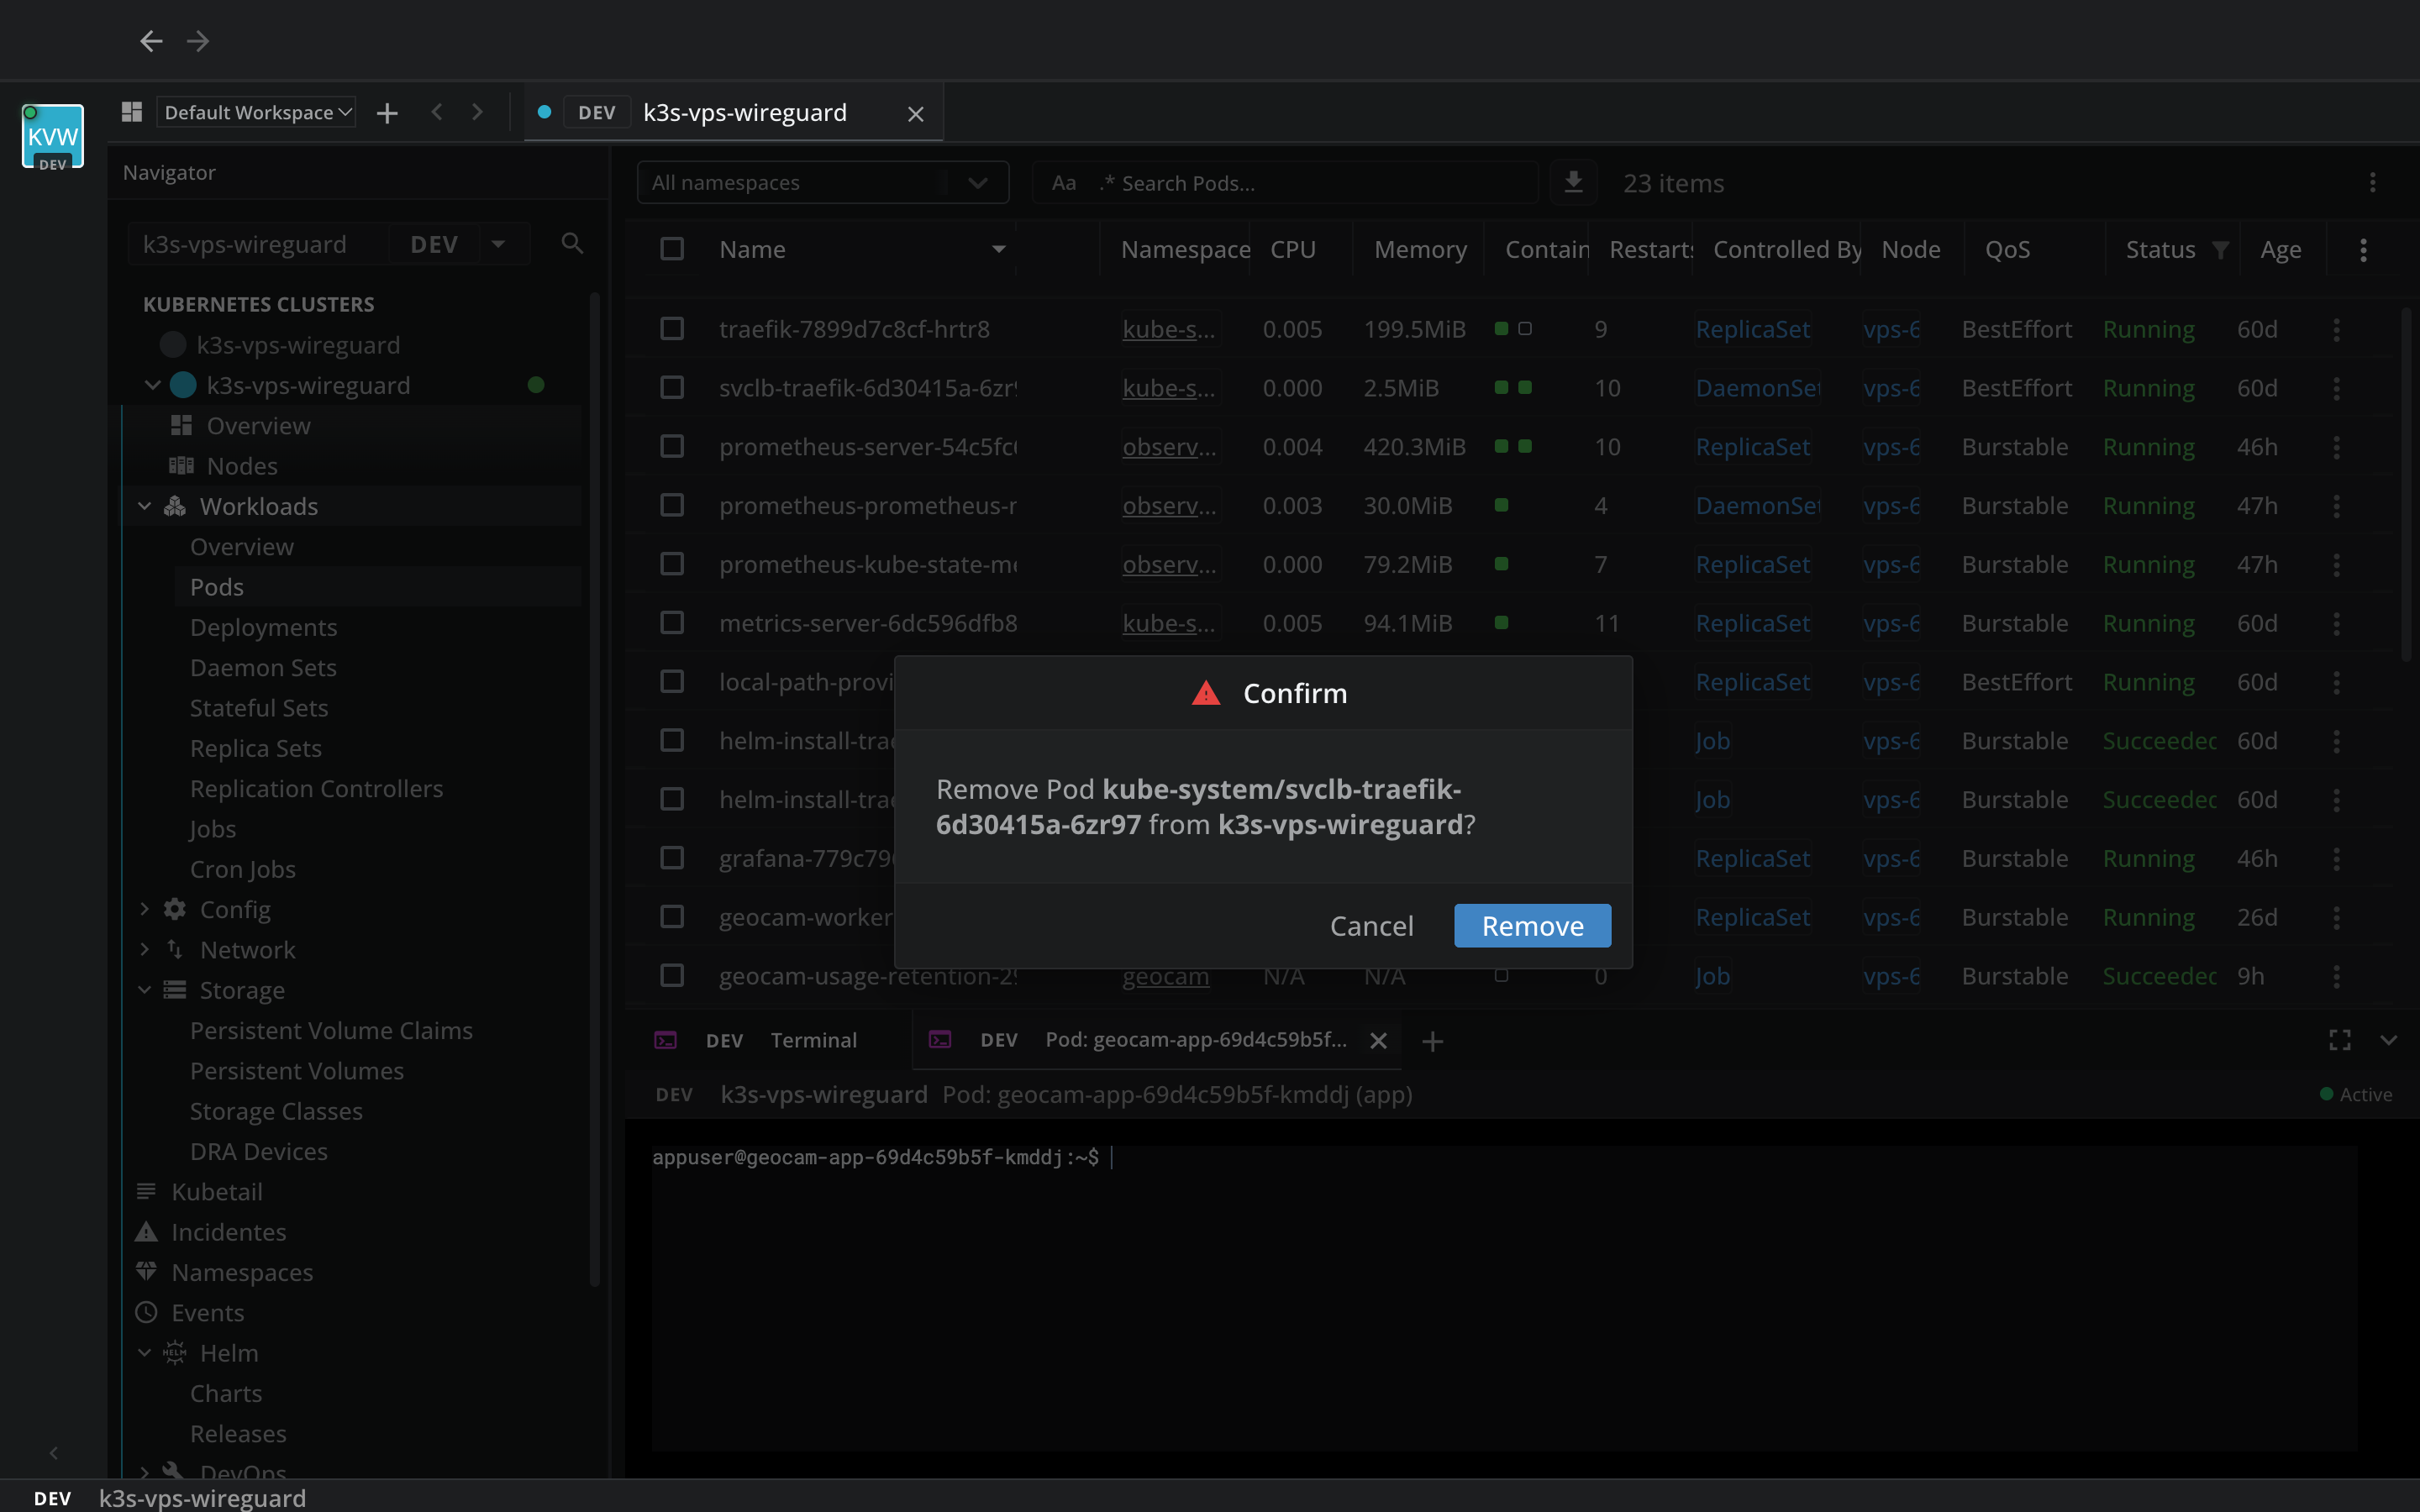 KVW
DEV
Default Workspace
DEV k3s-vps-wireguard
Navigator
k3s-vps-wireguard DEV
KUBERNETES CLUSTERS
k3s-vps-wireguard
k3s-vps-wireguard
Overview
Nodes
Workloads
Overview
Pods
Deployments
Daemon Sets
Stateful Sets
Replica Sets
Replication Controllers
Jobs
Cron Jobs
Config
Network
Storage
Persistent Volume Claims
Persistent Volumes
Storage Classes
DRA Devices
Kubetail
Incidentes
Namespaces
Events
HELM Helm
Charts
Releases
DevOps
All namespaces Aa .* Search Pods... 23 items
Name Namespace CPU Memory Contain Restarts Controlled By Node QoS Status Age
traefik-7899d7c8cf-hrtr8 kube-s... 0.005 199.5MiB 9 ReplicaSet vps-6 BestEffort Running 60d
svclb-traefik-6d30415a-6zr kube-s... 0.000 2.5MiB 10 DaemonSet vps-6 BestEffort Running 60d
prometheus-server-54c5fc observ... 0.004 420.3MiB 10 ReplicaSet vps-6 Burstable Running 46h
prometheus-prometheus-r observ... 0.003 30.0MiB 4 DaemonSet vps-6 Burstable Running 47h
prometheus-kube-state-me observ... 0.000 79.2MiB 7 ReplicaSet vps-6 Burstable Running 47h
metrics-server-6dc596dfb8 kube-s... 0.005 94.1MiB 11 ReplicaSet vps-6 Burstable Running 60d
local-path-provi ReplicaSet vps-6 BestEffort Running 60d
helm-install-trae Job vps-6 Burstable Succeeded 60d
helm-install-trae Job vps-6 Burstable Succeeded 60d
grafana-779c79 ReplicaSet vps-6 Burstable Running 46h
geocam-worker ReplicaSet vps-6 Burstable Running 26d
geocam-usage-retention-29 geocam N/A N/A 0 Job vps-6 Burstable Succeeded 9h
Confirm
Remove Pod kube-system/svclb-traefik-
6d30415a-6zr97 from k3s-vps-wireguard?
Cancel Remove
DEV Terminal DEV Pod: geocam-app-69d4c59b5f...
DEV k3s-vps-wireguard Pod: geocam-app-69d4c59b5f-kmddj (app) Active
appuser@geocam-app-69d4c59b5f-kmddj:~$
DEV k3s-vps-wireguard